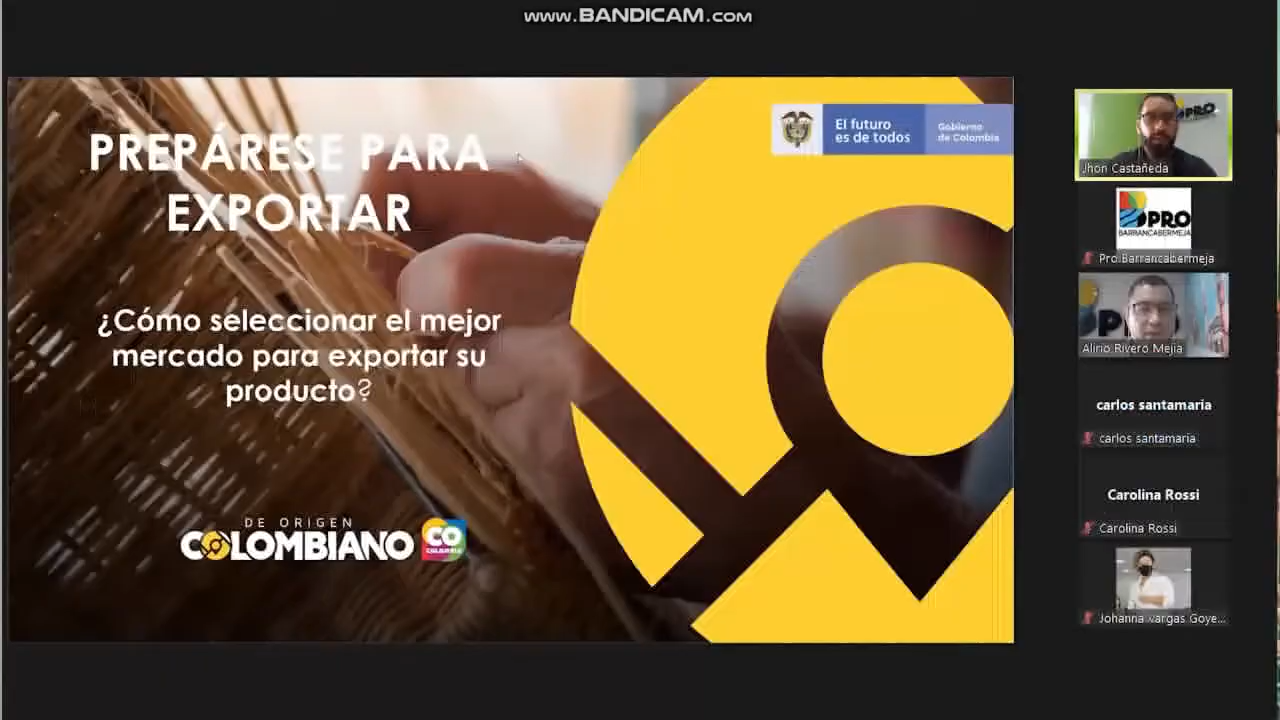 www.BANDICAM.com
PREPÁRESE PARA
EXPORTAR
¿Cómo seleccionar el mejor
mercado para exportar su
producto?
DE ORIGEN
COLOMBIANO
CO
COLOMBIA
El futuro
es de todos
Gobierno
de Colombia
PRO
Jhon Castañeda
PRO
BARRANCABERMEJA
Pro Barrancabermeja
Alirio Rivero Mejia
carlos santamaria
carlos santamaria
Carolina Rossi
Carolina Rossi
Johanna vargas Goye...